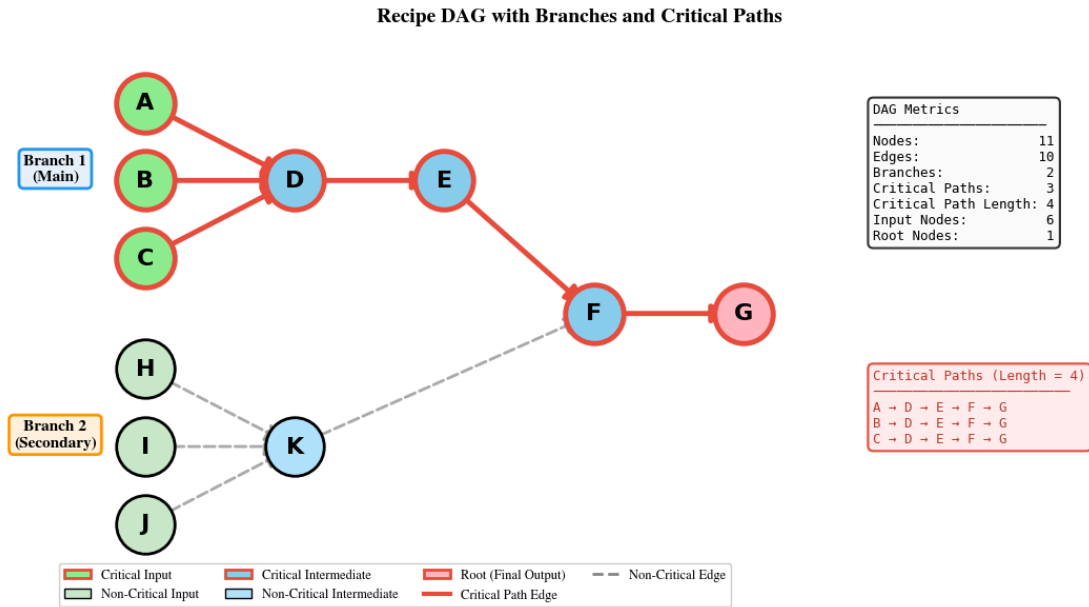 Recipe DAG with Branches and Critical Paths
A
Branch 1
(Main)
B
D
E
C
F
G
H
Branch 2
(Secondary)
I
K
J
DAG Metrics
Nodes: 11
Edges: 10
Branches: 2
Critical Paths: 3
Critical Path Length: 4
Input Nodes: 6
Root Nodes: 1
Critical Paths (Length = 4)
A → D → E → F → G
B → D → E → F → G
C → D → E → F → G
Critical Input
Non-Critical Input
Critical Intermediate
Non-Critical Intermediate
Root (Final Output)
Critical Path Edge
Non-Critical Edge